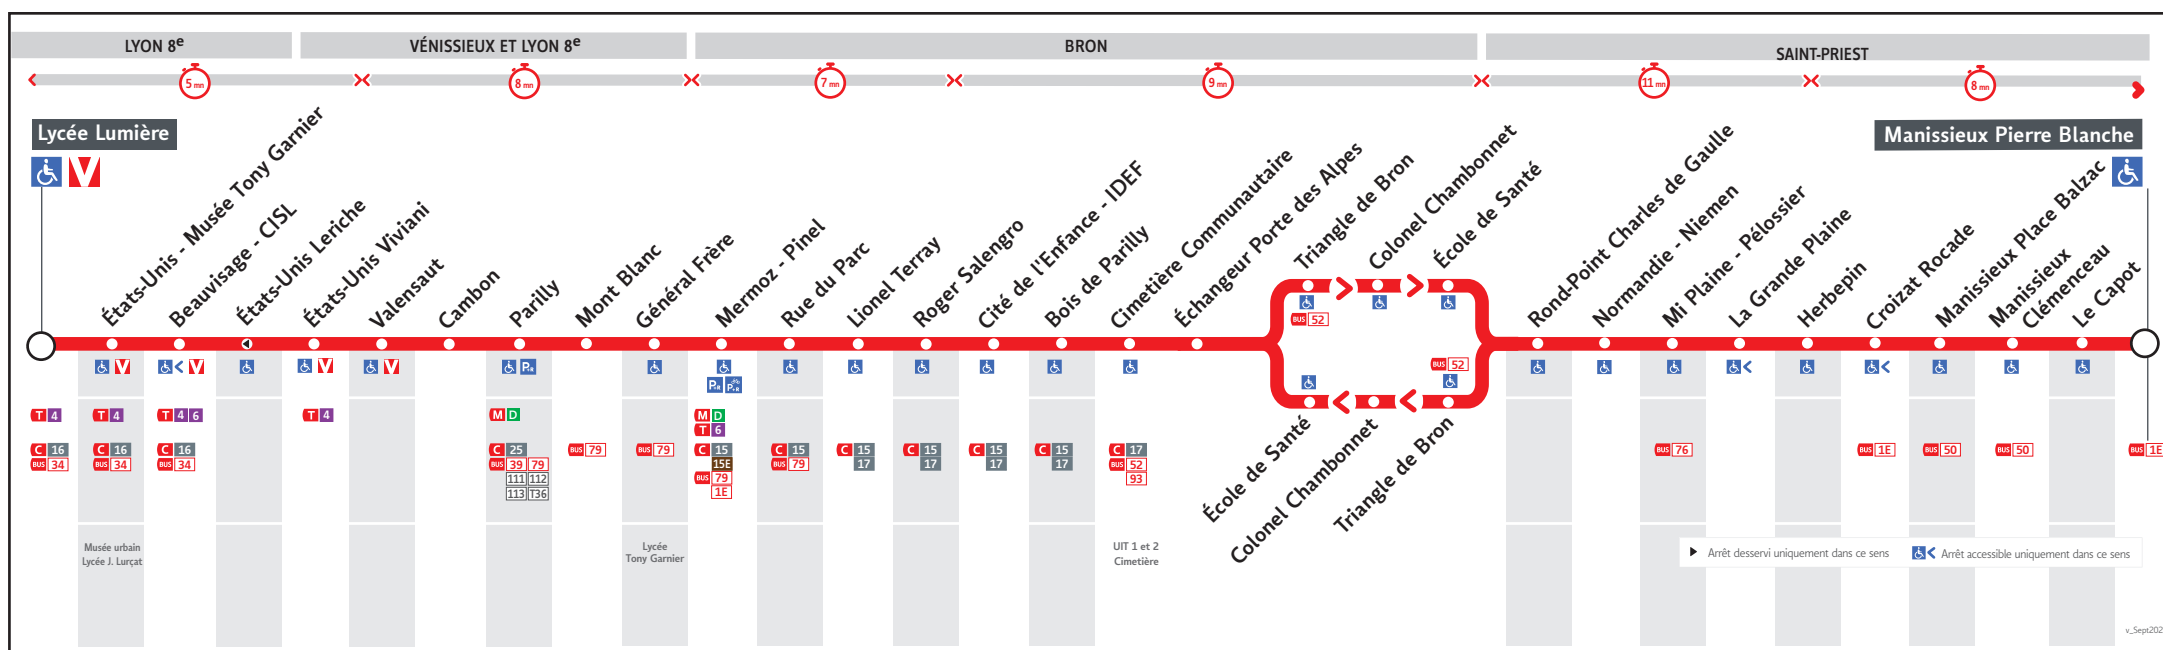 LYON 8e
VÉNISSIEUX ET LYON 8e
BRON
SAINT-PRIEST
5 mn
8 mn
7 mn
9 mn
11 mn
8 mn
Lycée Lumière
Manissieux Pierre Blanche
États-Unis - Musée Tony Garnier
Beauvisage - CISL
États-Unis Leriche
États-Unis Viviani
Valensaut
Cambon
Parilly
Mont Blanc
Général Frère
Mermoz - Pinel
Rue du Parc
Lionel Terray
Roger Salengro
Cité de l'Enfance - IDEF
Bois de Parilly
Cimetière Communautaire
Échangeur Porte des Alpes
Triangle de Bron
Colonel Chambonnet
École de Santé
Rond-Point Charles de Gaulle
Normandie - Niemen
Mi Plaine - Pélossier
La Grande Plaine
Herbepin
Croizat Rocade
Manissieux Place Balzac
Manissieux
Clémenceau
Le Capot
BUS 52
BUS 52
École de Santé
Colonel Chambonnet
Triangle de Bron
V
V
V
V
V
P+R
P+R P+R
T 4
C 16
BUS 34
T 4
C 16
BUS 34
T 4 6
C 16
BUS 34
T 4
M D
C 25
BUS 39 79
111 112
113 T36
BUS 79
BUS 79
M D
T 6
C 15
15E
BUS 79
1E
C 15
BUS 79
C 15
17
C 15
17
C 15
17
C 15
17
C 17
BUS 52
93
BUS 76
BUS 1E
BUS 50
BUS 50
BUS 1E
Musée urbain
Lycée J. Lurçat
Lycée
Tony Garnier
UIT 1 et 2
Cimetière
Arrêt desservi uniquement dans ce sens
Arrêt accessible uniquement dans ce sens
v_Sept202